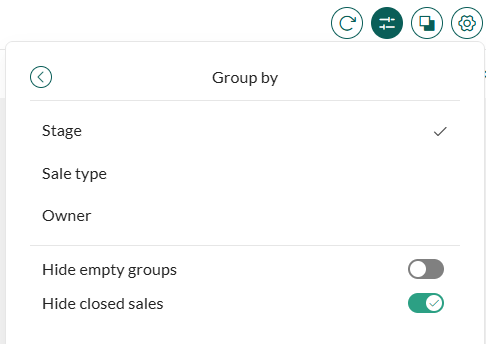 Group by
Stage
Sale type
Owner
Hide empty groups
Hide closed sales